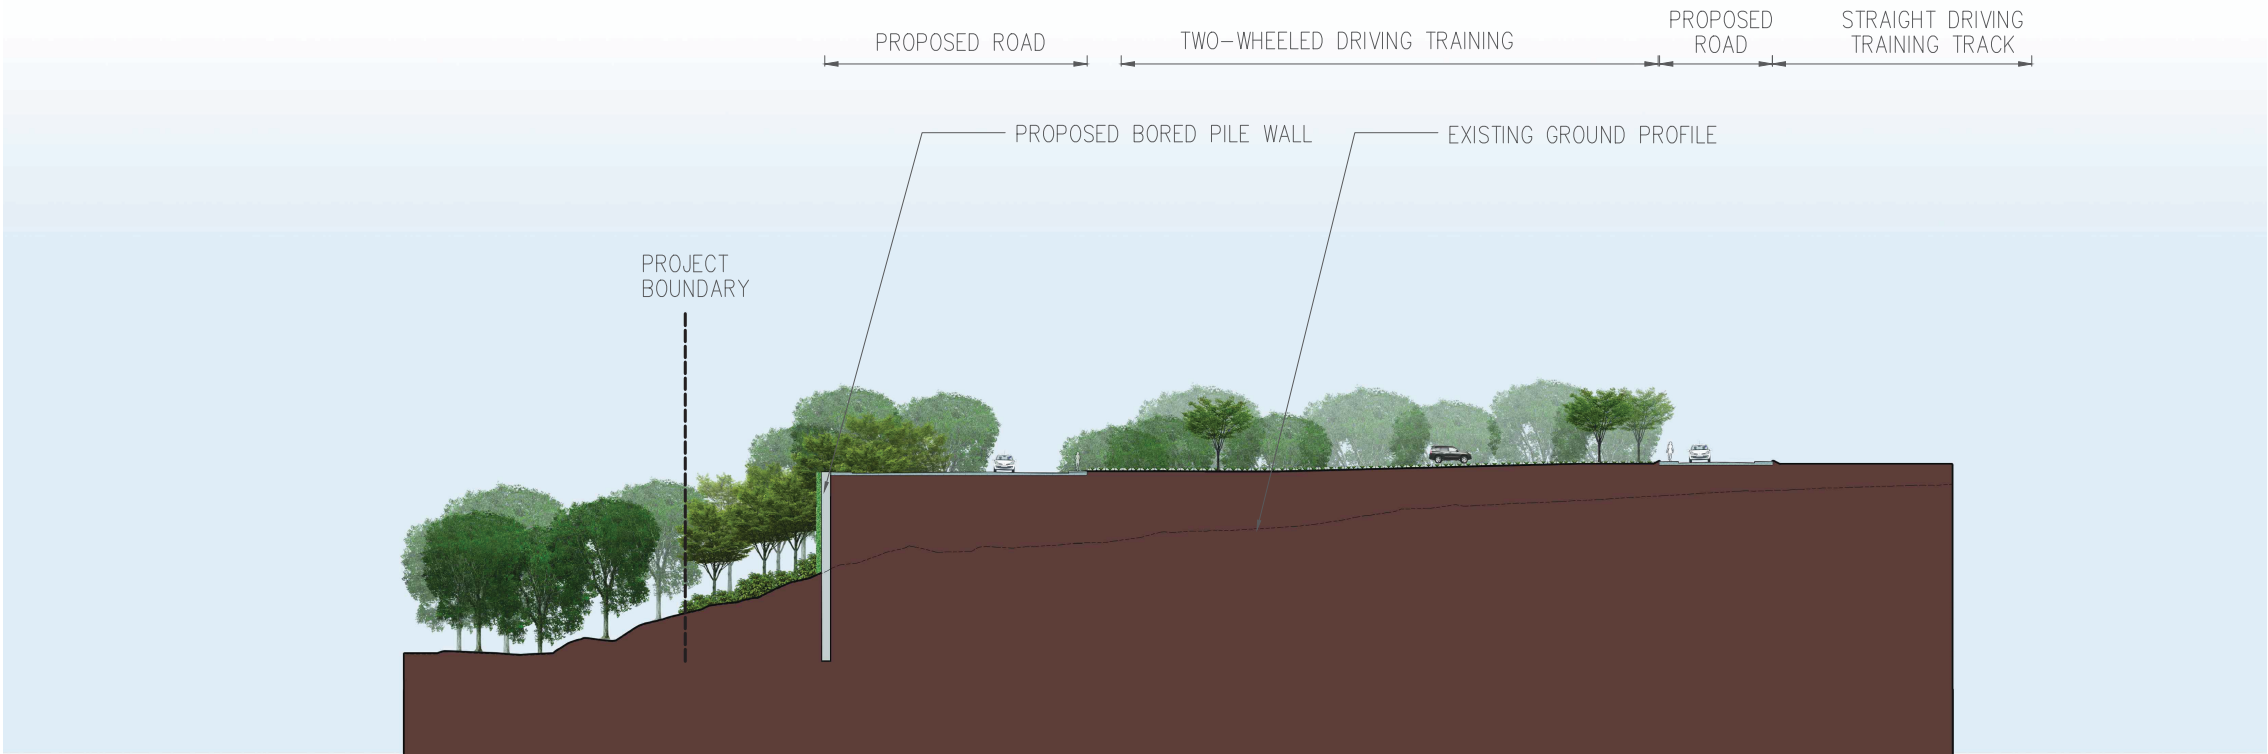 PROPOSED ROAD
TWO-WHEELED DRIVING TRAINING
PROPOSED
ROAD
STRAIGHT DRIVING
TRAINING TRACK
PROPOSED BORED PILE WALL
EXISTING GROUND PROFILE
PROJECT
BOUNDARY